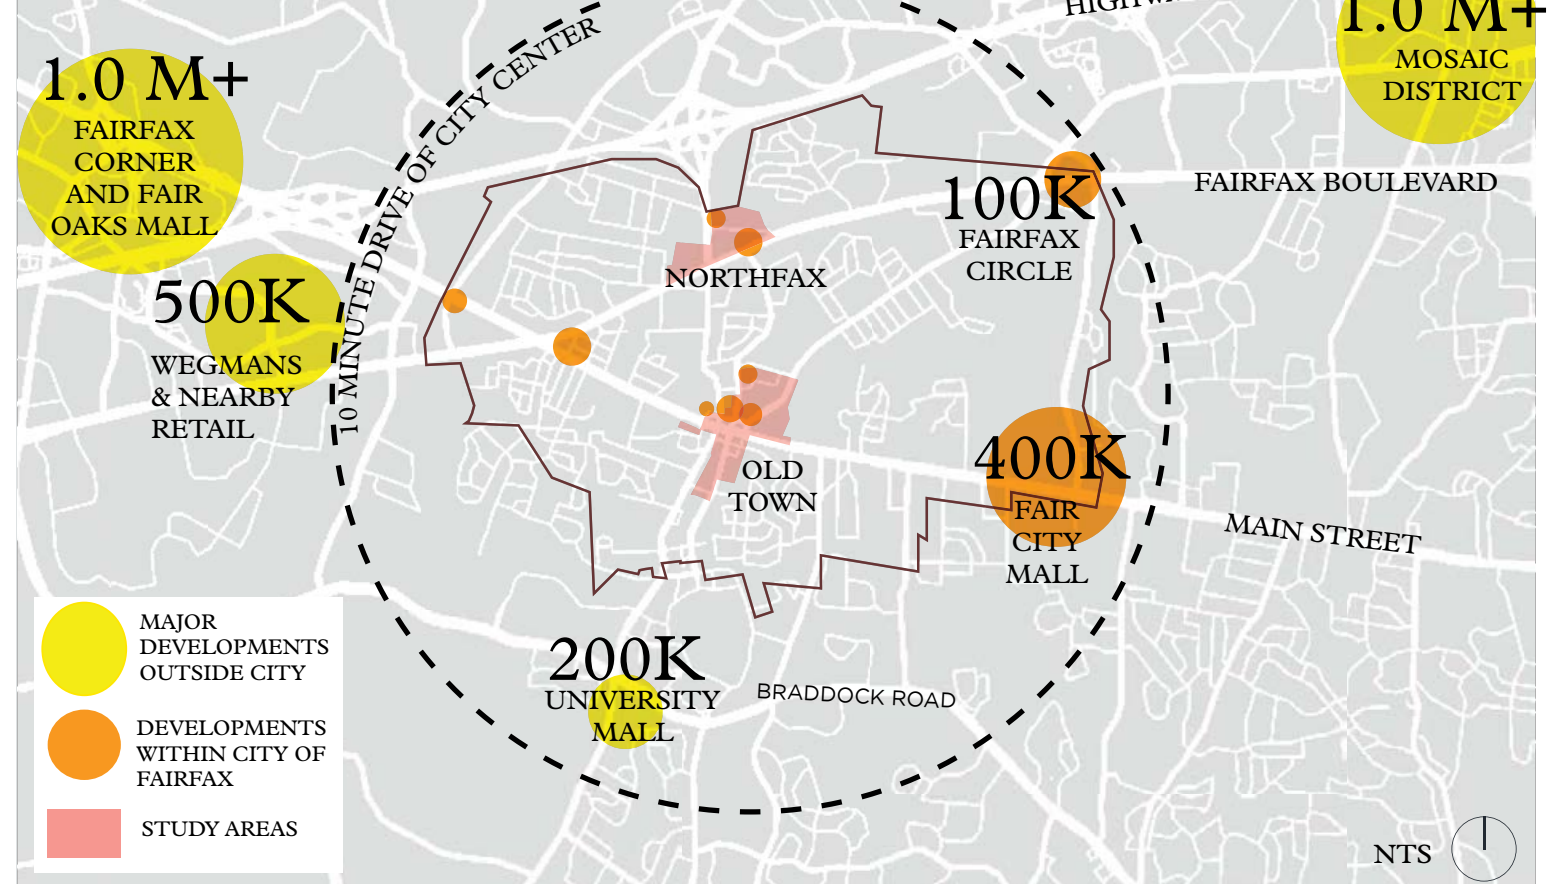 HIGHW
1.0 M+
MOSAIC
DISTRICT
1.0 M+
FAIRFAX
CORNER
AND FAIR
OAKS MALL
10 MINUTE DRIVE OF CITY CENTER
FAIRFAX BOULEVARD
100K
FAIRFAX
CIRCLE
NORTHFAX
500K
WEGMANS
& NEARBY
RETAIL
400K
FAIR
CITY
MALL
OLD
TOWN
MAIN STREET
200K
UNIVERSITY
MALL
BRADDOCK ROAD
MAJOR
DEVELOPMENTS
OUTSIDE CITY
DEVELOPMENTS
WITHIN CITY OF
FAIRFAX
STUDY AREAS
NTS